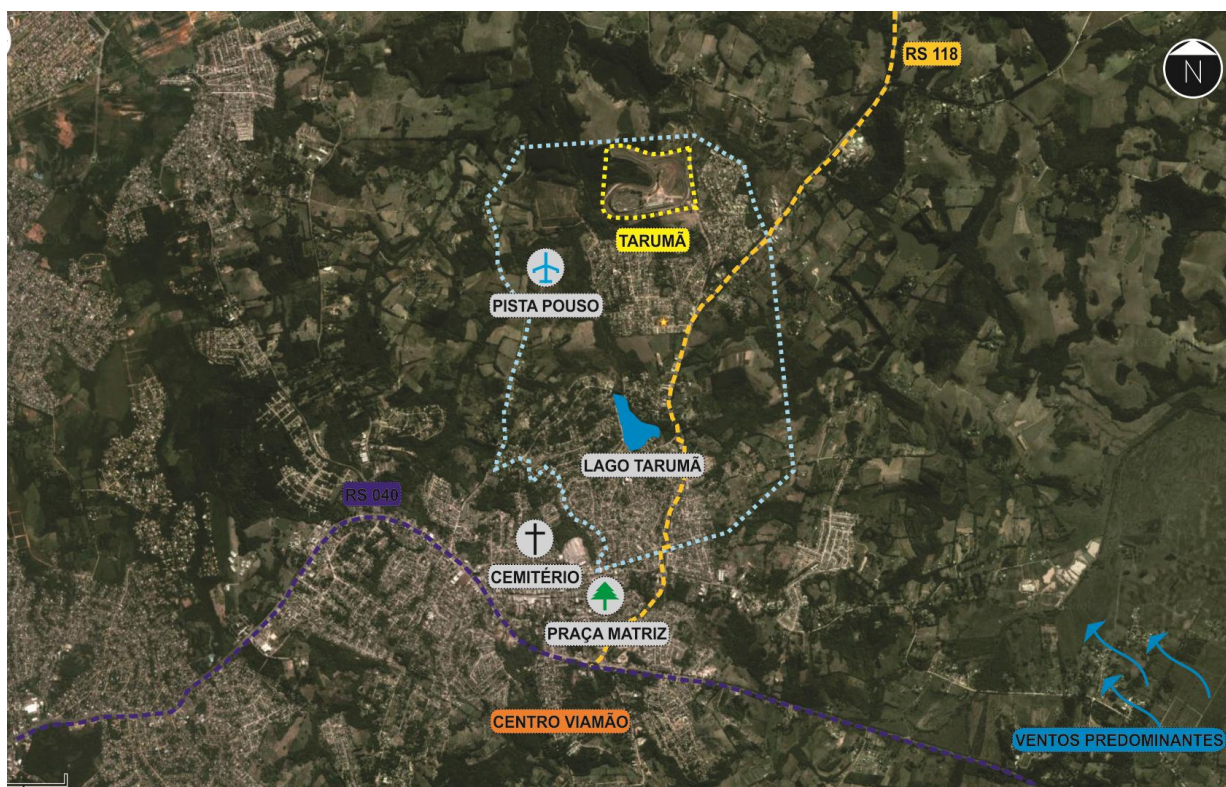 RS 118
N
TARUMÃ
PISTA POUSO
LAGO TARUMÃ
RS 040
CEMITÉRIO
PRAÇA MATRIZ
CENTRO VIAMÃO
VENTOS PREDOMINANTES